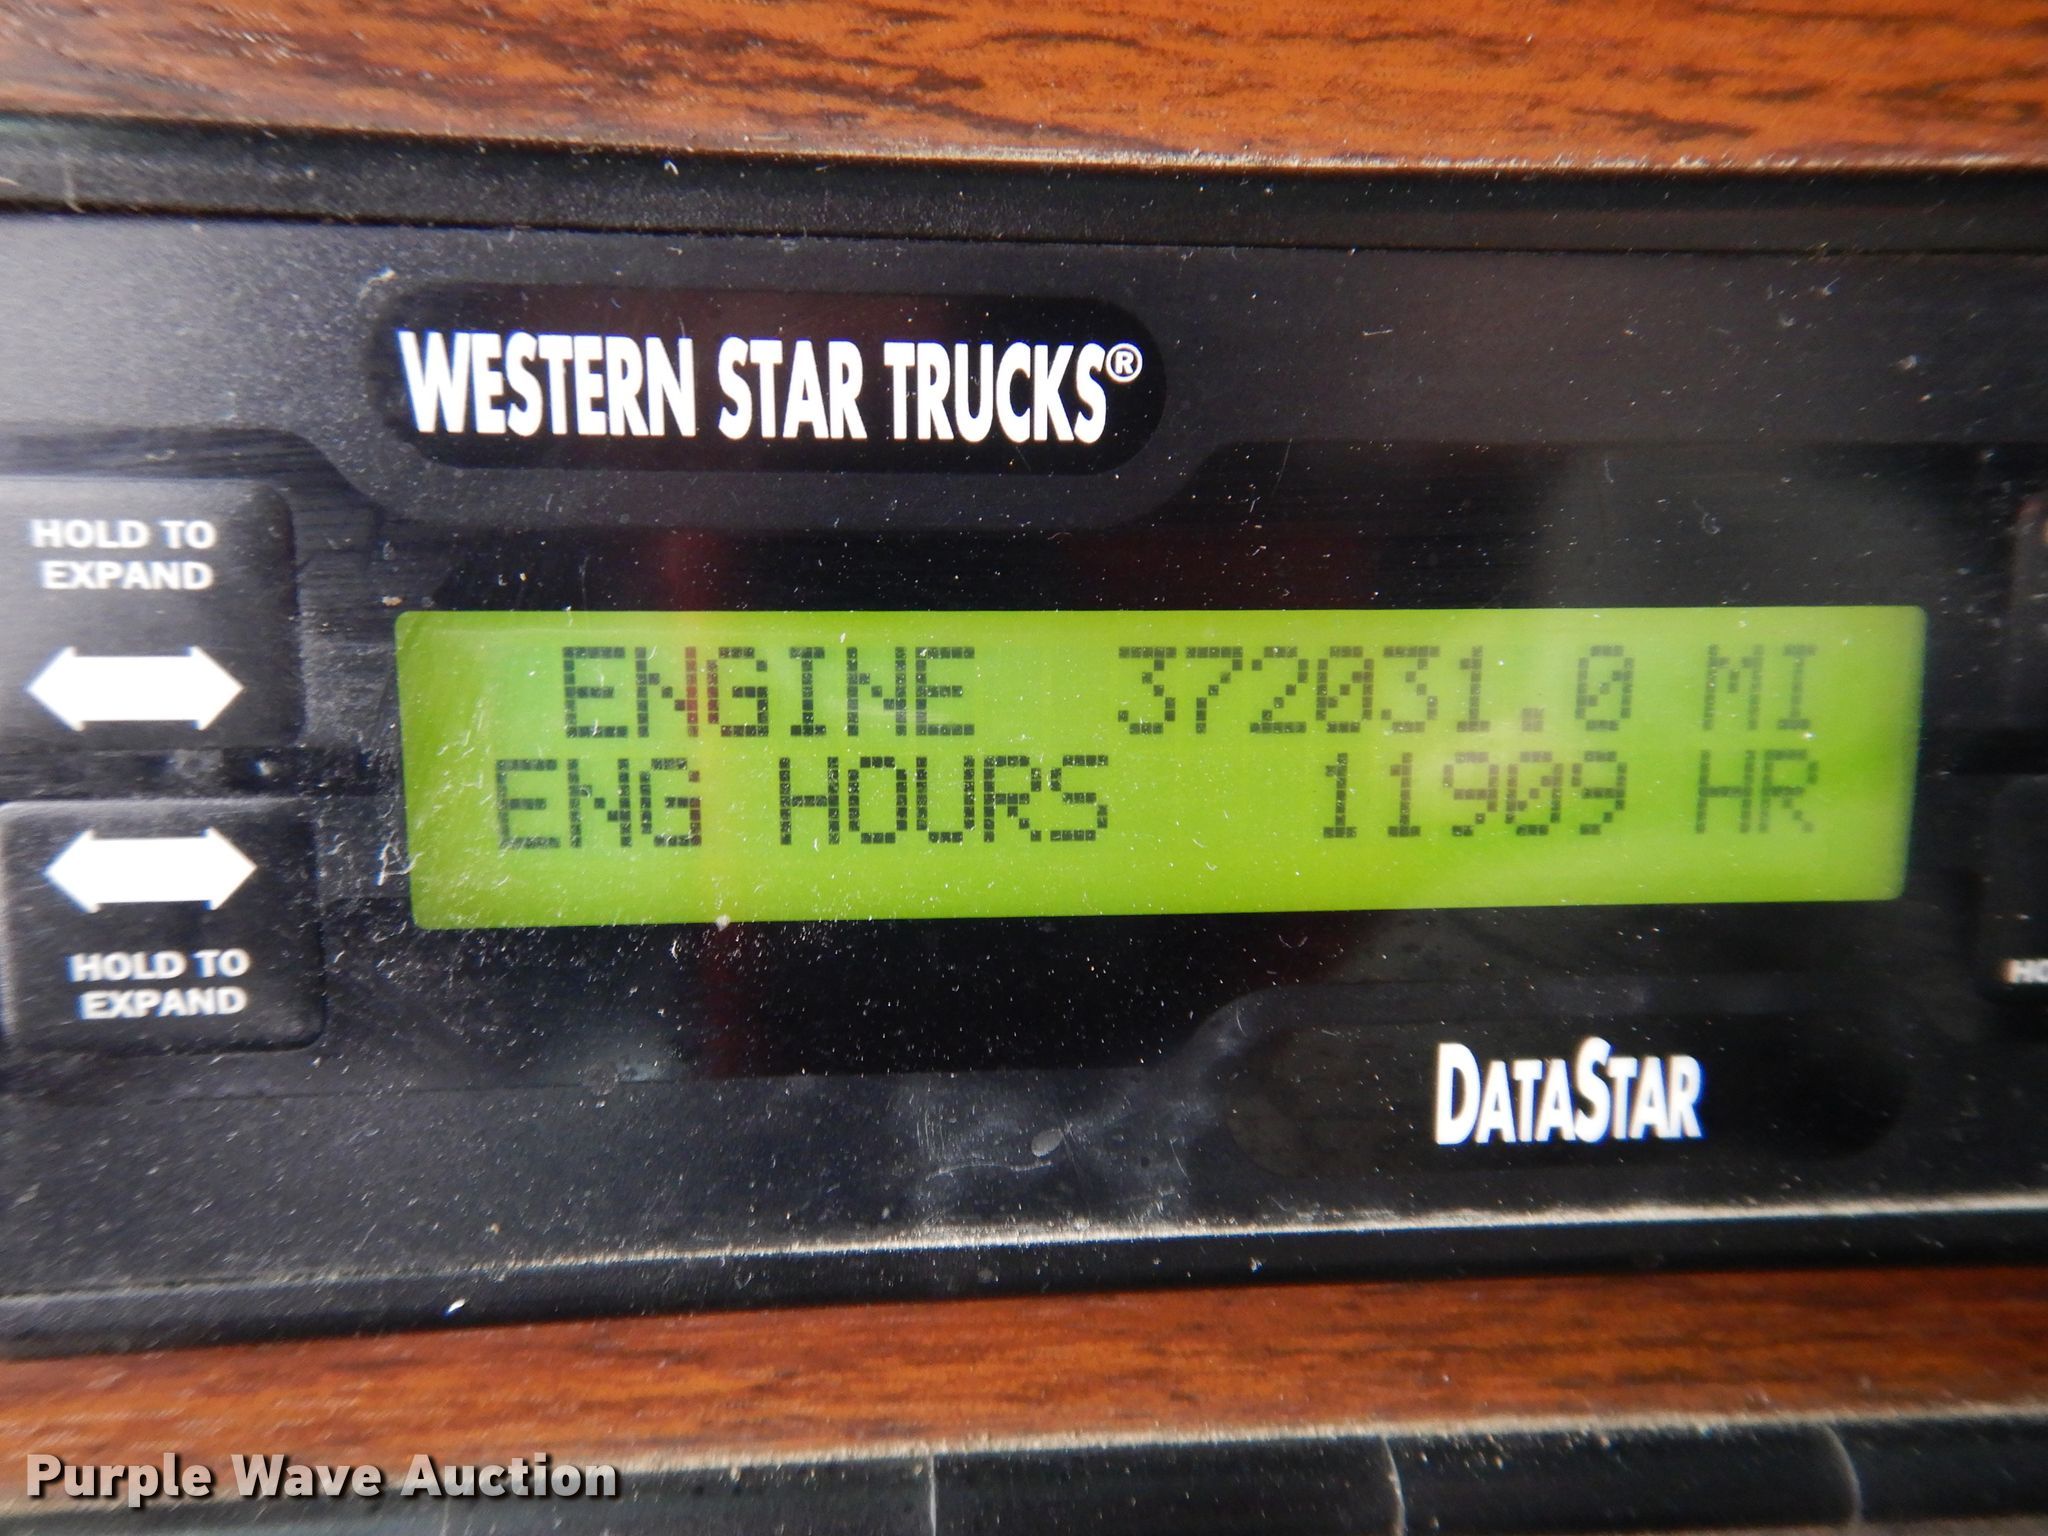 WESTERN STAR TRUCKS®
HOLD TO
EXPAND
ENGINE 372031.0 MI
ENG HOURS 11909 HR
HOLD TO
EXPAND
DATASTAR
Purple Wave Auction